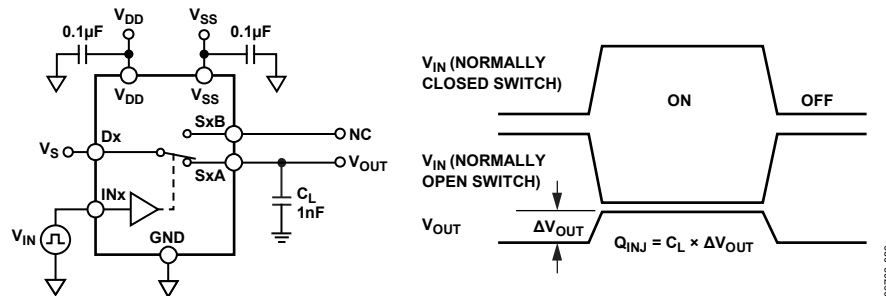 VDD
VSS
0.1µF
0.1µF
VDD
VSS
SxB
NC
VS
Dx
SxA
VOUT
INx
CL
1nF
VIN
GND
VIN (NORMALLY
CLOSED SWITCH)
ON
OFF
VIN (NORMALLY
OPEN SWITCH)
VOUT
ΔVOUT
QINJ = CL × ΔVOUT